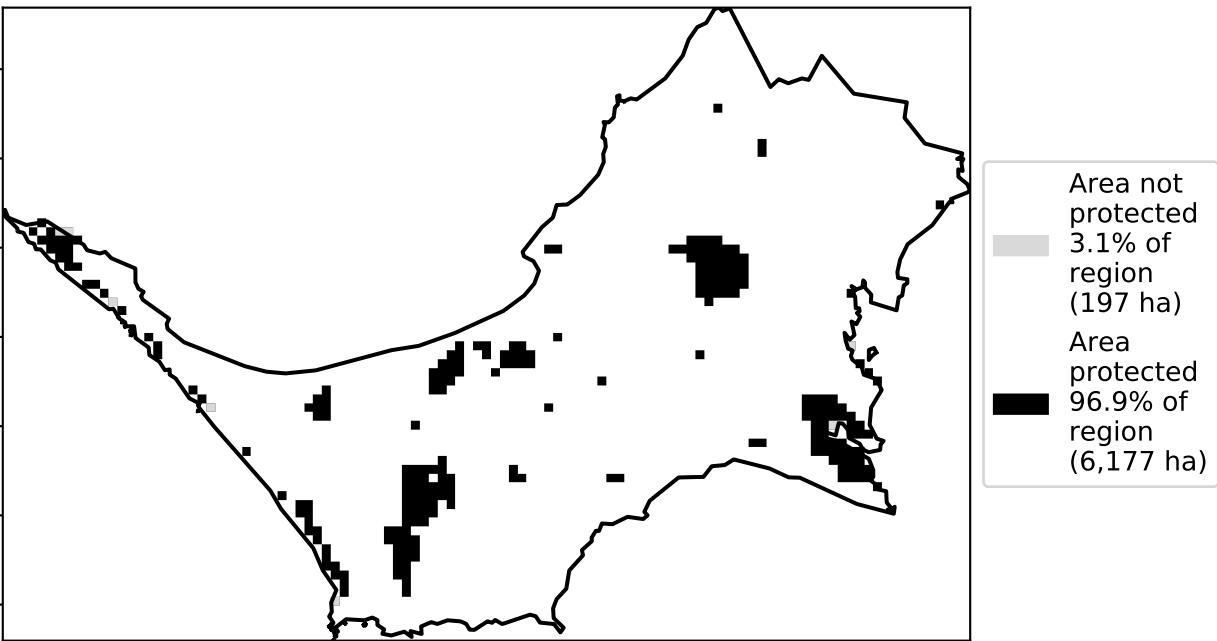 Area not
protected
3.1% of
region
(197 ha)
Area
protected
96.9% of
region
(6,177 ha)